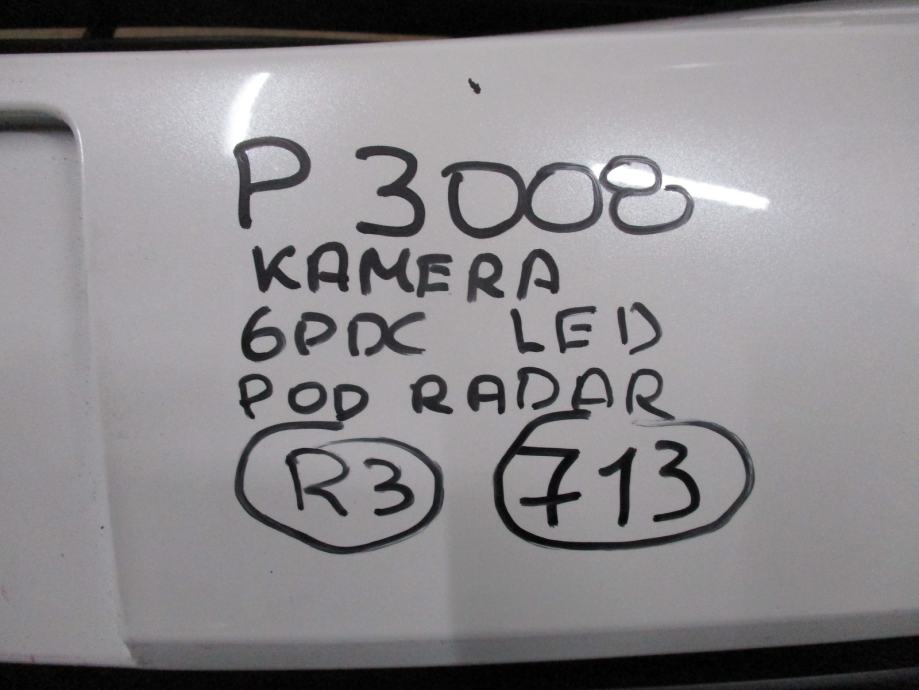 P 3008
KAMERA
6PDC LED
POD RADAR
R3 713